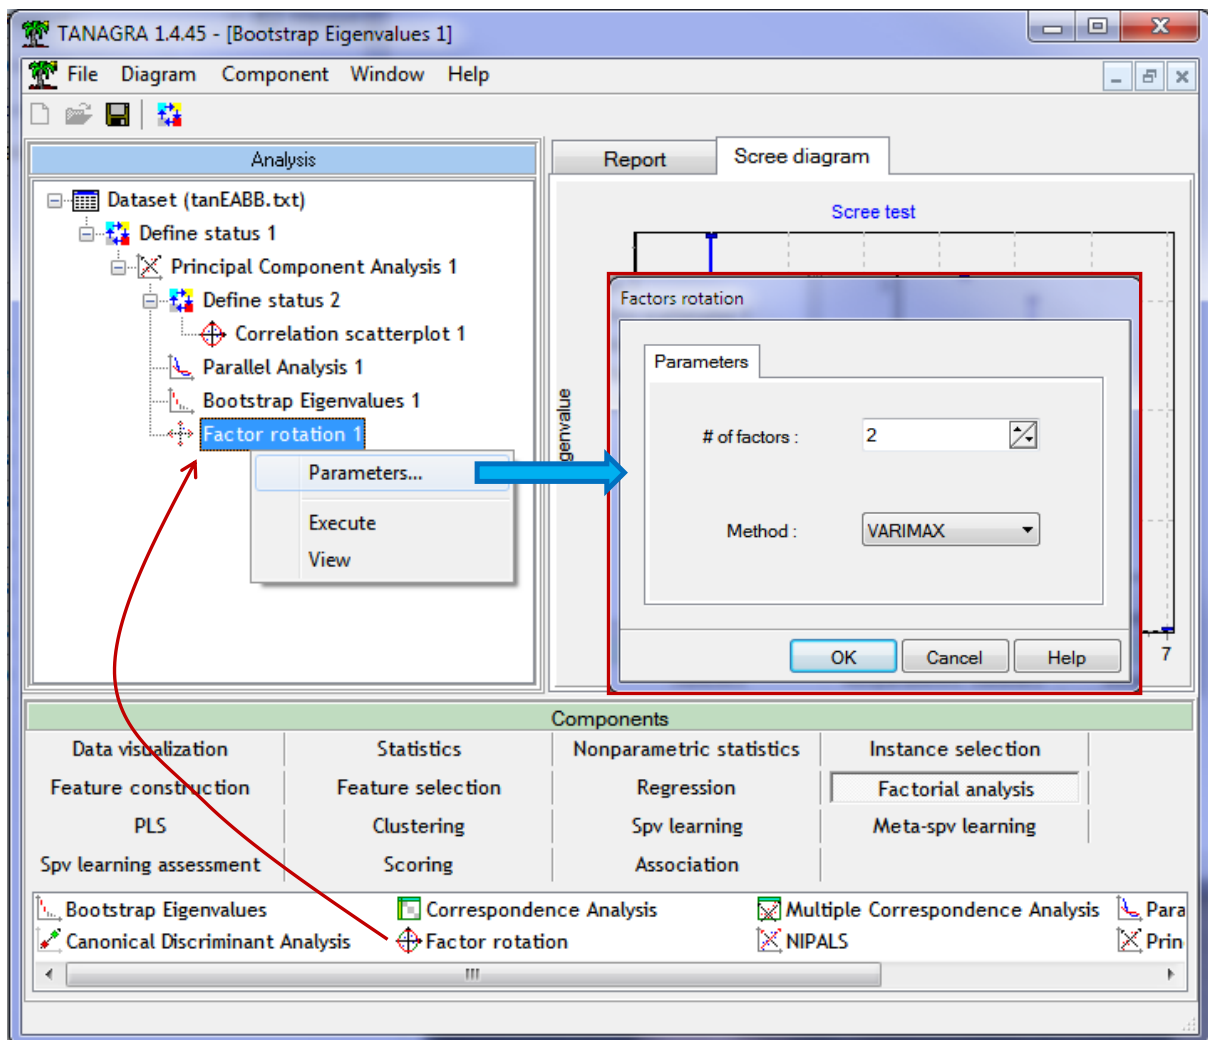 TANAGRA 1.4.45 - [Bootstrap Eigenvalues 1]
File Diagram Component Window Help
Analysis
Dataset (tanEABB.txt)
Define status 1
Principal Component Analysis 1
Define status 2
Correlation scatterplot 1
Parallel Analysis 1
Bootstrap Eigenvalues 1
Factor rotation 1
Parameters...
Execute
View
Report Scree diagram
Scree test
7
Factors rotation
Parameters
# of factors : 2
Method : VARIMAX
OK Cancel Help
Components
Data visualization Statistics Nonparametric statistics Instance selection
Feature construction Feature selection Regression Factorial analysis
PLS Clustering Spv learning Meta-spv learning
Spv learning assessment Scoring Association
Bootstrap Eigenvalues Correspondence Analysis Multiple Correspondence Analysis Para
Canonical Discriminant Analysis Factor rotation NIPALS Prin